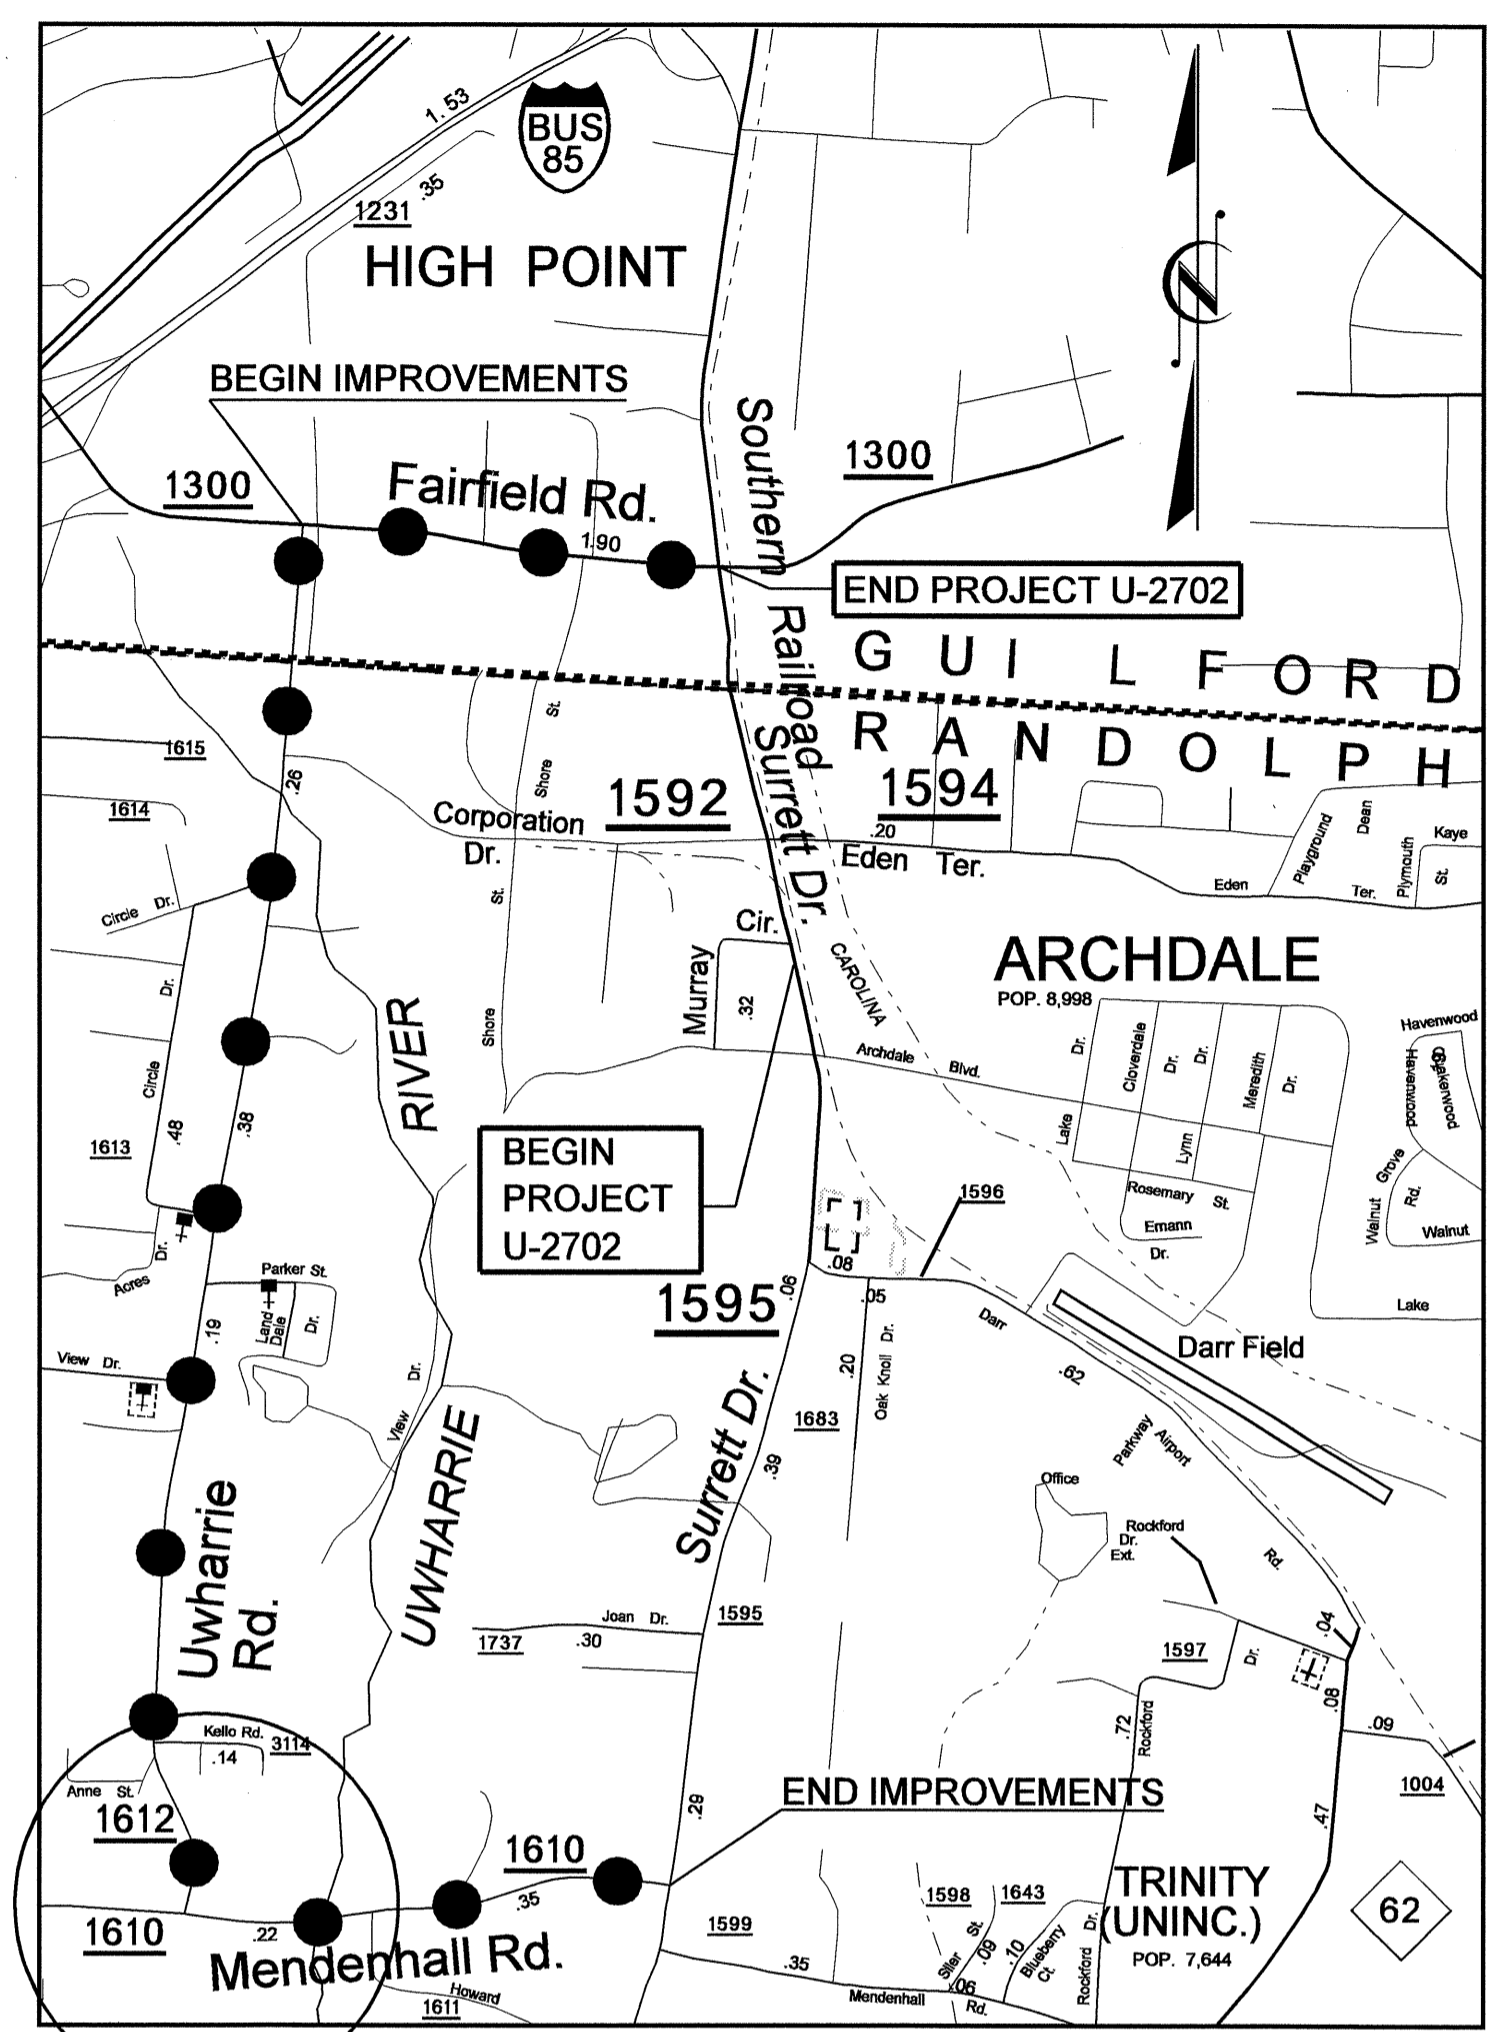 1.53
BUS
85
.35
1231
HIGH POINT
BEGIN IMPROVEMENTS
Southern
1300
1300
Fairfield Rd.
1.90
END PROJECT U-2702
Railroad
GUILFORD
RANDOLPH
St.
1615
.26
Shore
1592
Surrett Dr.
1594
1614
Corporation
Dr.
.20
Eden Ter.
Playground
Dean
Plymouth
Kaye
St.
Eden
Ter.
Circle Dr.
St.
Cir.
Murray
.32
CAROLINA
ARCHDALE
POP. 8,998
Dr.
Circle
RIVER
Shore
Archdale
Blvd.
Dr.
Lake
Cloverdale
Dr.
Dr.
Meredith
Dr.
Havenwood
Havenwood
.48
.38
1613
Lynn
BEGIN
PROJECT
U-2702
1596
Rosemary St.
Emann
Dr.
Walnut
Grove
Rd.
Walnut
Dr.
Acres
Parker St.
Land
Dale
Dr.
.19
.08
.06
1595
.05
Darr
Lake
Darr Field
View Dr.
Dr.
View
.20
Oak Knoll Dr.
1683
.62
Surrett Dr.
.39
Parkway
Airport
Office
Rockford
Dr.
Ext.
Rd.
Uwharrie
Rd.
UWHARRIE
Joan Dr.
1737
.30
1595
1597
Dr.
.04
.08
Kello Rd.
.14
3114
.72
Rockford
.09
Anne St.
1612
.29
END IMPROVEMENTS
1004
.47
1610
.35
TRINITY
(UNINC.)
POP. 7,644
62
1610
.22
Mendenhall Rd.
1599
1598
1643
St.
Siler
.09
.10
Blueberry
Ct.
Dr.
Rockford
.35
.06
Howard
1611
Mendenhall
Rd.